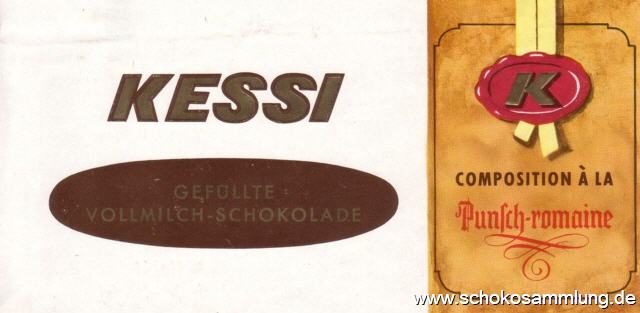 KESSI
GEFÜLLTE
VOLLMILCH-SCHOKOLADE
K
COMPOSITION À LA
Punſch-romaine
www.schokosammlung.de